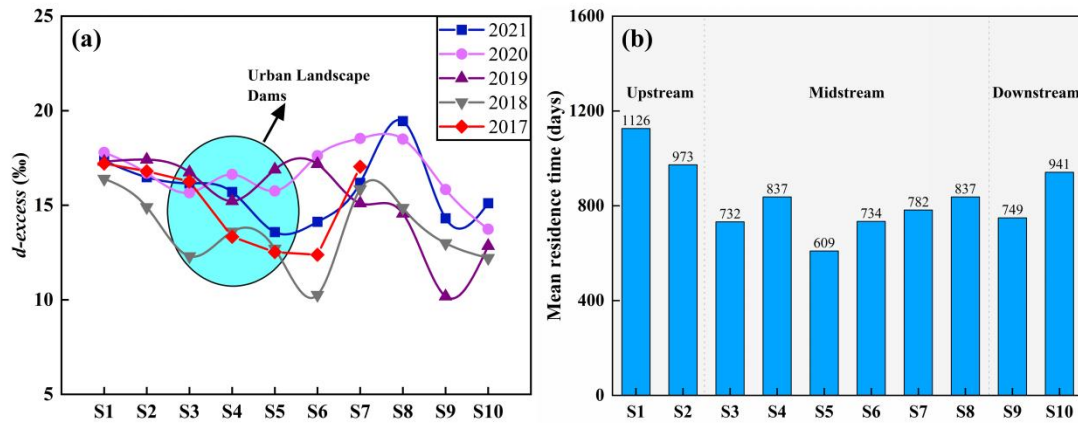 25
20
15
10
5
d-excess (‰)
(a)
Urban Landscape
Dams
2021
2020
2019
2018
2017
S1 S2 S3 S4 S5 S6 S7 S8 S9 S10
1600
1200
800
400
0
Mean residence time (days)
(b)
Upstream Midstream Downstream
1126
973
732
837
609
734
782
837
749
941
S1 S2 S3 S4 S5 S6 S7 S8 S9 S10